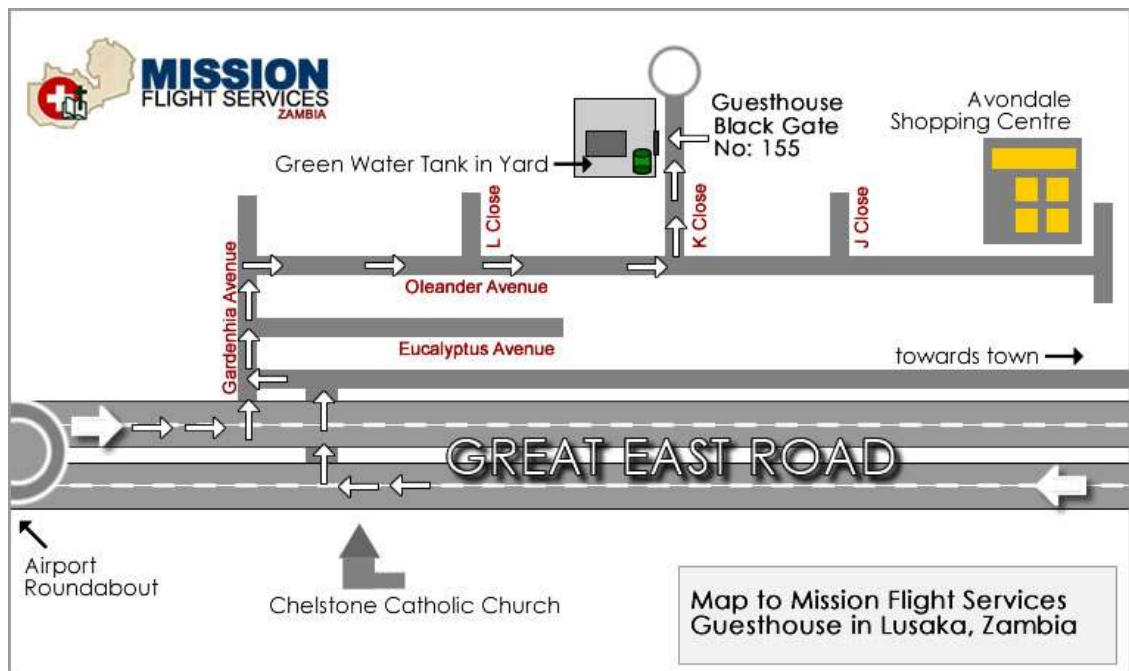 MISSION
FLIGHT SERVICES
ZAMBIA
Guesthouse
Black Gate
No: 155
Avondale
Shopping Centre
Green Water Tank in Yard
L Close
K Close
J Close
Gardenhia Avenue
Oleander Avenue
Eucalyptus Avenue
towards town
GREAT EAST ROAD
Airport
Roundabout
Chelstone Catholic Church
Map to Mission Flight Services
Guesthouse in Lusaka, Zambia